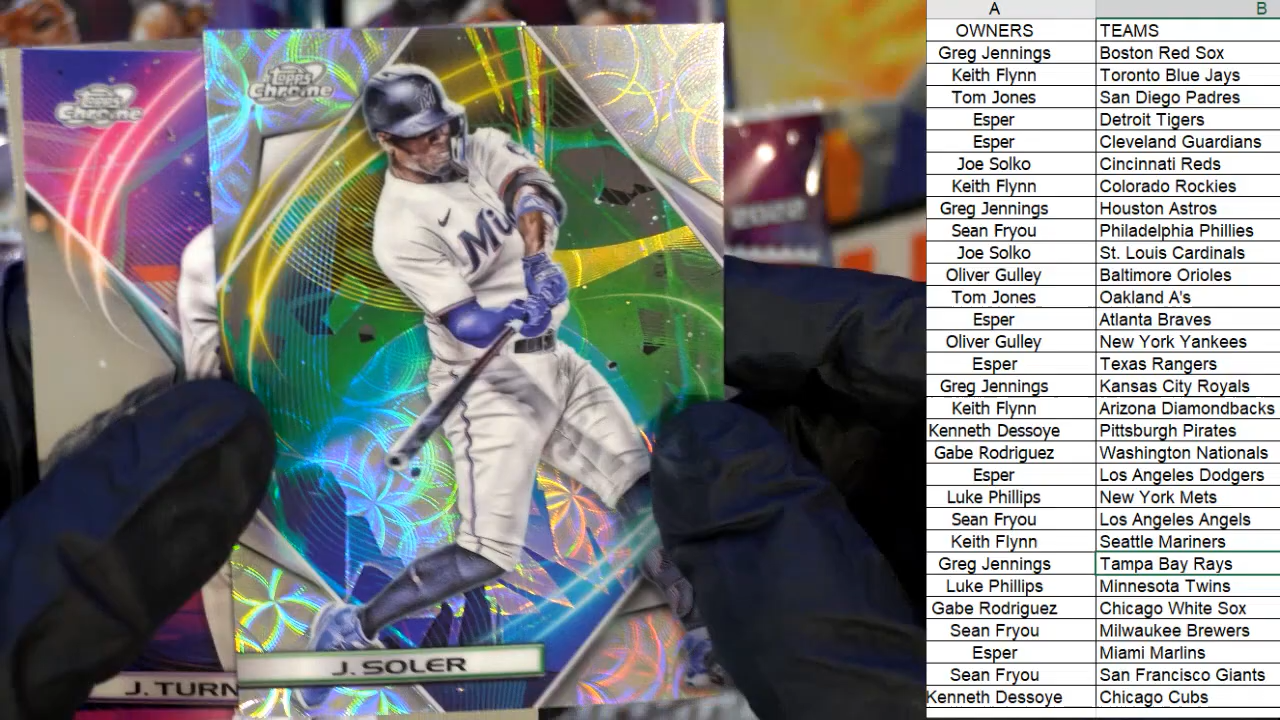 Topps
Chrome
Topps
Chrome
Mi
J. SOLER
J. TURN
2022
A B
OWNERS TEAMS
Greg Jennings Boston Red Sox
Keith Flynn Toronto Blue Jays
Tom Jones San Diego Padres
Esper Detroit Tigers
Esper Cleveland Guardians
Joe Solko Cincinnati Reds
Keith Flynn Colorado Rockies
Greg Jennings Houston Astros
Sean Fryou Philadelphia Phillies
Joe Solko St. Louis Cardinals
Oliver Gulley Baltimore Orioles
Tom Jones Oakland A's
Esper Atlanta Braves
Oliver Gulley New York Yankees
Esper Texas Rangers
Greg Jennings Kansas City Royals
Keith Flynn Arizona Diamondbacks
Kenneth Dessoye Pittsburgh Pirates
Gabe Rodriguez Washington Nationals
Esper Los Angeles Dodgers
Luke Phillips New York Mets
Sean Fryou Los Angeles Angels
Keith Flynn Seattle Mariners
Greg Jennings Tampa Bay Rays
Luke Phillips Minnesota Twins
Gabe Rodriguez Chicago White Sox
Sean Fryou Milwaukee Brewers
Esper Miami Marlins
Sean Fryou San Francisco Giants
Kenneth Dessoye Chicago Cubs